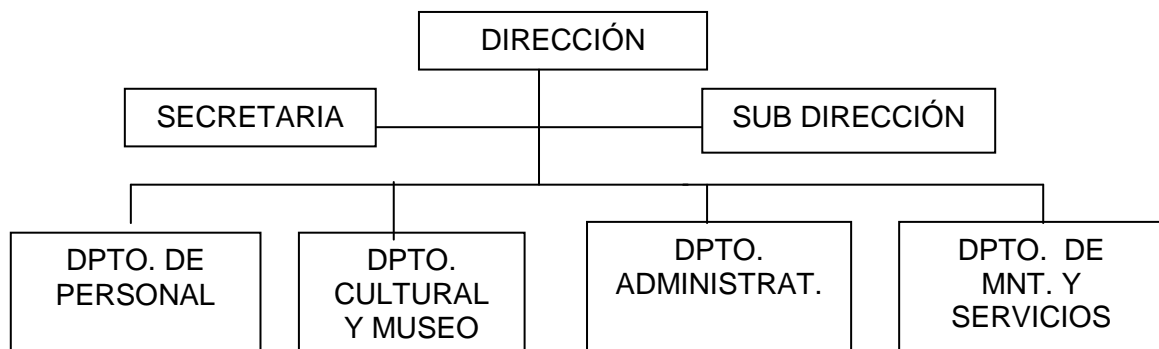 DIRECCIÓN
SECRETARIA
SUB DIRECCIÓN
DPTO. DE
PERSONAL
DPTO.
CULTURAL
Y MUSEO
DPTO.
ADMINISTRAT.
DPTO. DE
MNT. Y
SERVICIOS